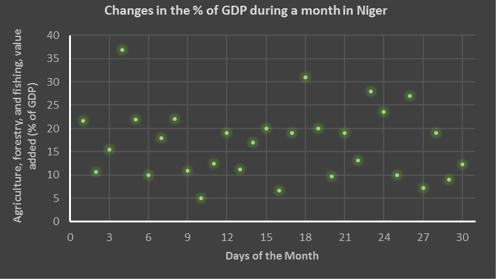 Changes in the % of GDP during a month in Niger
Agriculture, forestry, and fishing, value
added (% of GDP)
40
35
30
25
20
15
10
5
0
0 3 6 9 12 15 18 21 24 27 30
Days of the Month